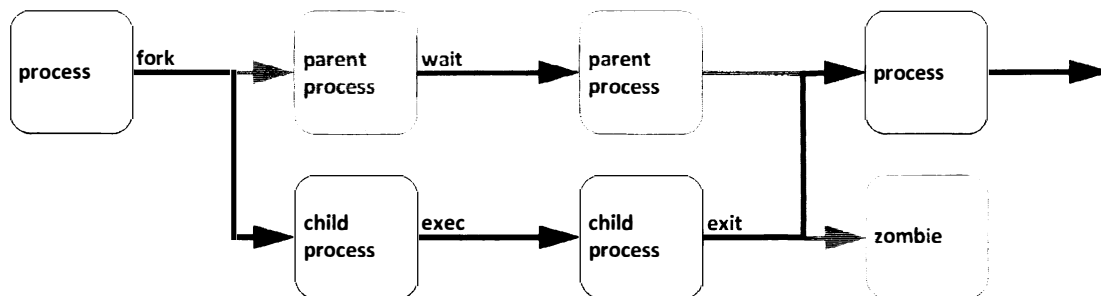 process
fork
parent
process
wait
parent
process
process
child
process
exec
child
process
exit
zombie